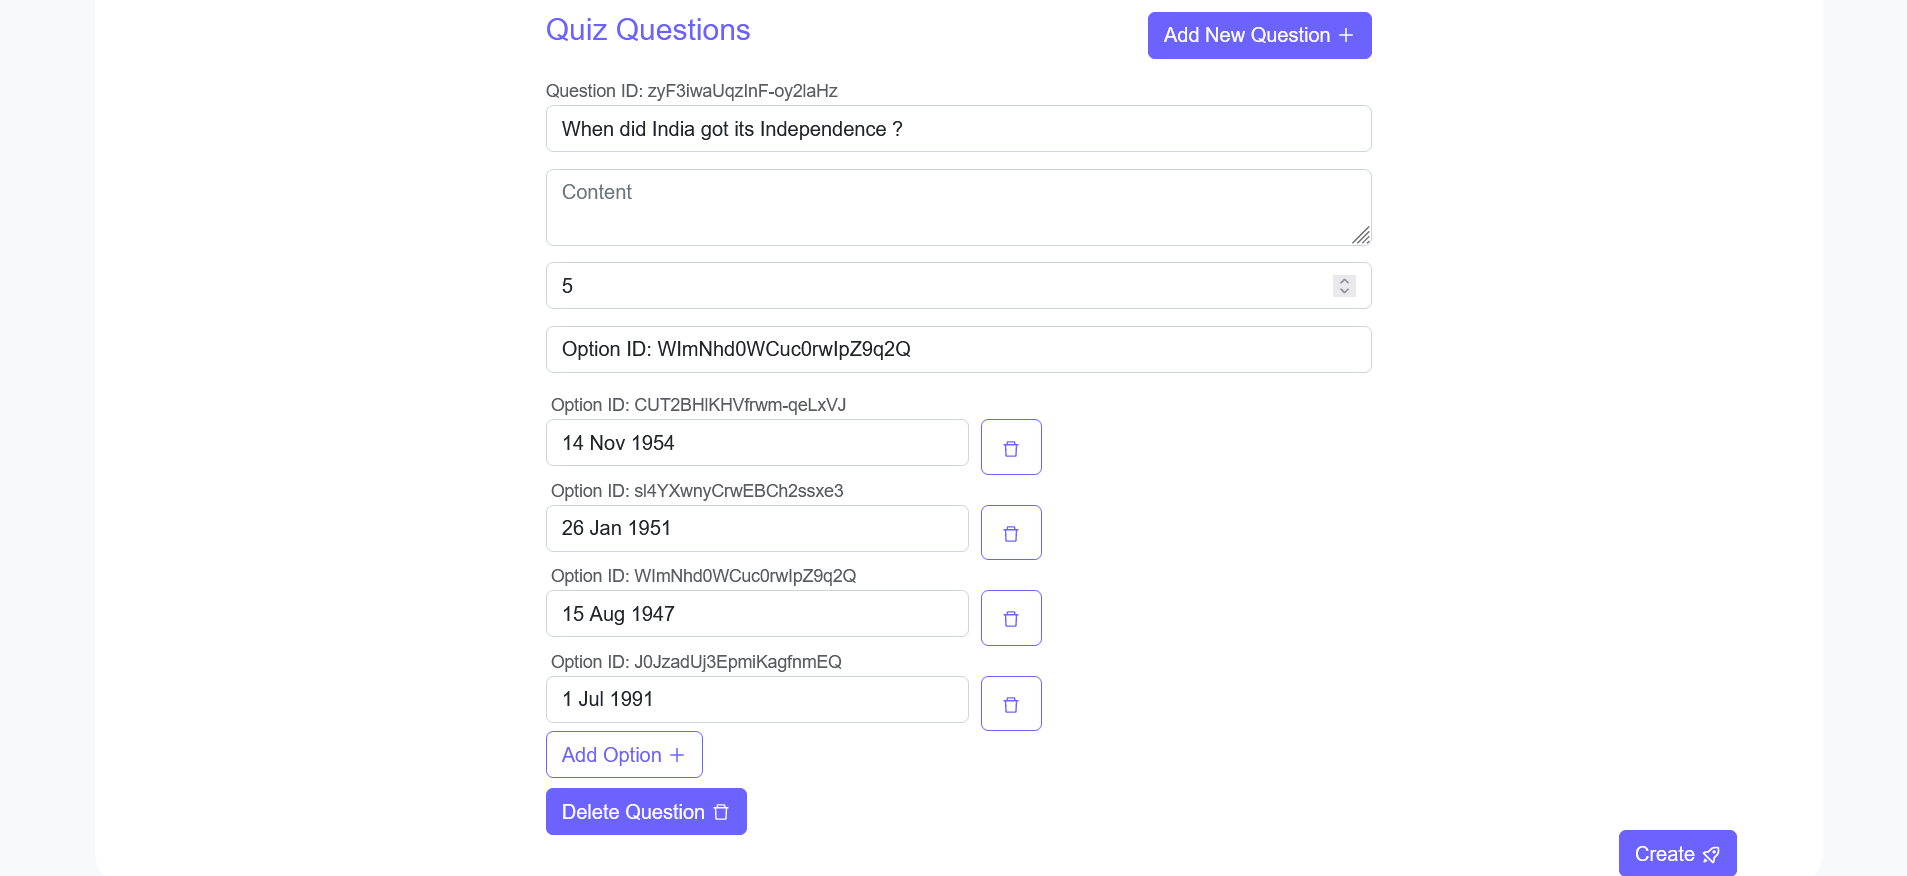 Quiz Questions
Add New Question +
Question ID: zyF3iwaUqzInF-oy2laHz
When did India got its Independence ?
Content
5
Option ID: WImNhd0WCuc0rwIpZ9q2Q
Option ID: CUT2BHlKHVfrwm-qeLxVJ
14 Nov 1954
Option ID: sl4YXwnyCrwEBCh2ssxe3
26 Jan 1951
Option ID: WImNhd0WCuc0rwIpZ9q2Q
15 Aug 1947
Option ID: J0JzadUj3EpmiKagfnmEQ
1 Jul 1991
Add Option +
Delete Question
Create